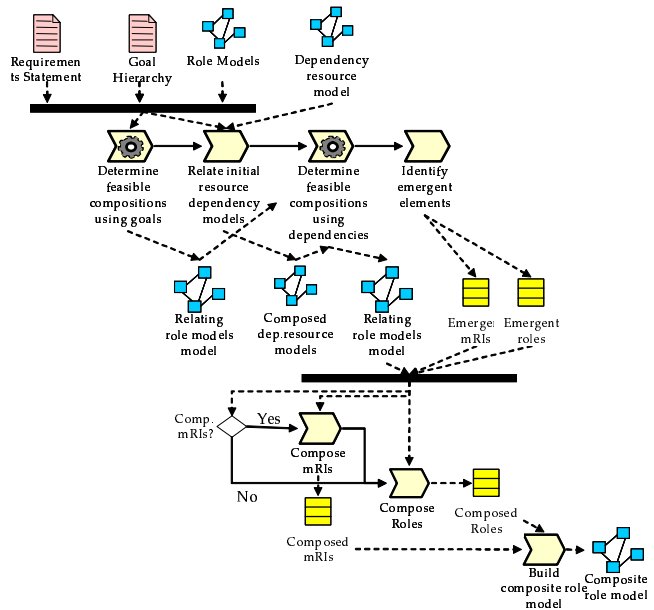 Requiremen
ts Statement
Goal
Hierarchy
Role Models
Dependency
resource
model
Determine
feasible
compositions
using goals
Relate initial
resource
dependency
models
Determine
feasible
compositions
using
dependencies
Identify
emergent
elements
Relating
role models
model
Composed
dep.resource
models
Relating
role models
model
Emerge
mRIs
Emergent
roles
Comp.
mRIs?
Yes
No
Compose
mRIs
Composed
mRIs
Compose
Roles
Composed
Roles
Build
composite role
model
Composite
role model